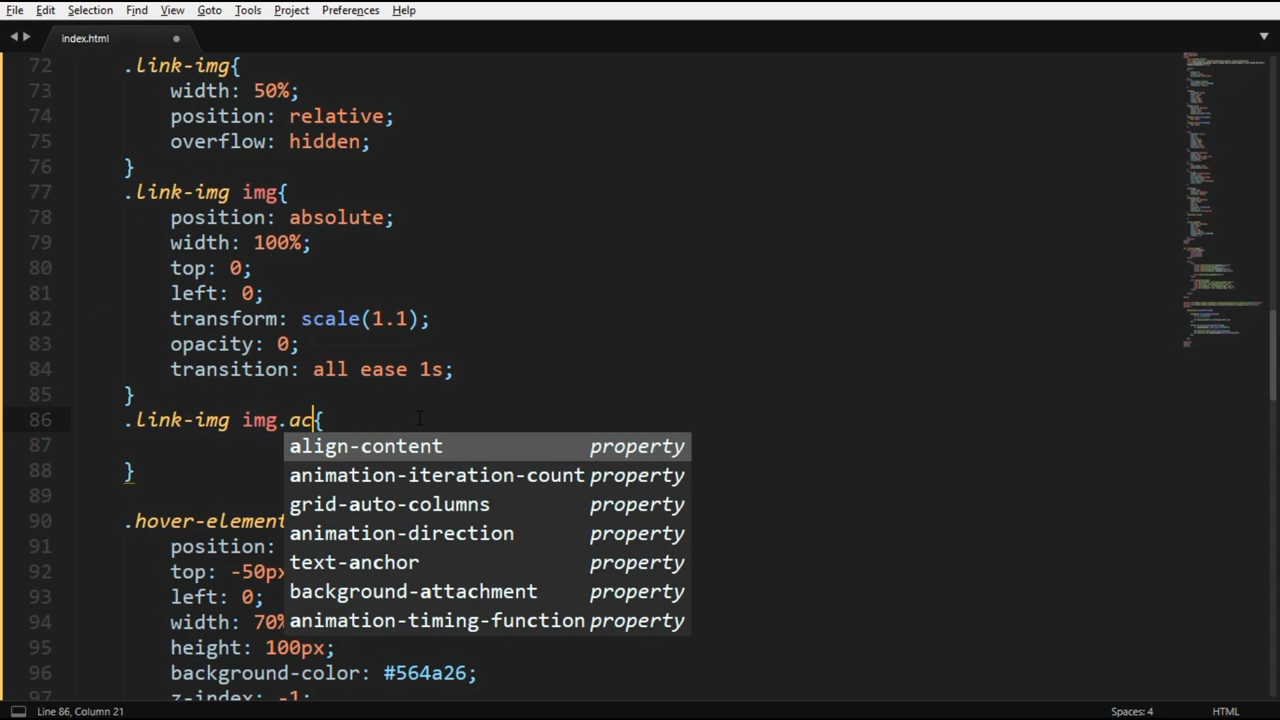 File Edit Selection Find View Goto Tools Project Preferences Help
index.html
72 .link-img{
73 width: 50%;
74 position: relative;
75 overflow: hidden;
76 }
77 .link-img img{
78 position: absolute;
79 width: 100%;
80 top: 0;
81 left: 0;
82 transform: scale(1.1);
83 opacity: 0;
84 transition: all ease 1s;
85 }
86 .link-img img.ac{
87
align-content property
88 }
animation-iteration-count property
89
grid-auto-columns property
90 .hover-element
animation-direction property
91 position:
text-anchor property
92 top: -50px
background-attachment property
93 left: 0;
animation-timing-function property
94 width: 70%
95 height: 100px;
96 background-color: #564a26;
97 z-index: -1;
Line 86, Column 21 Spaces: 4 HTML